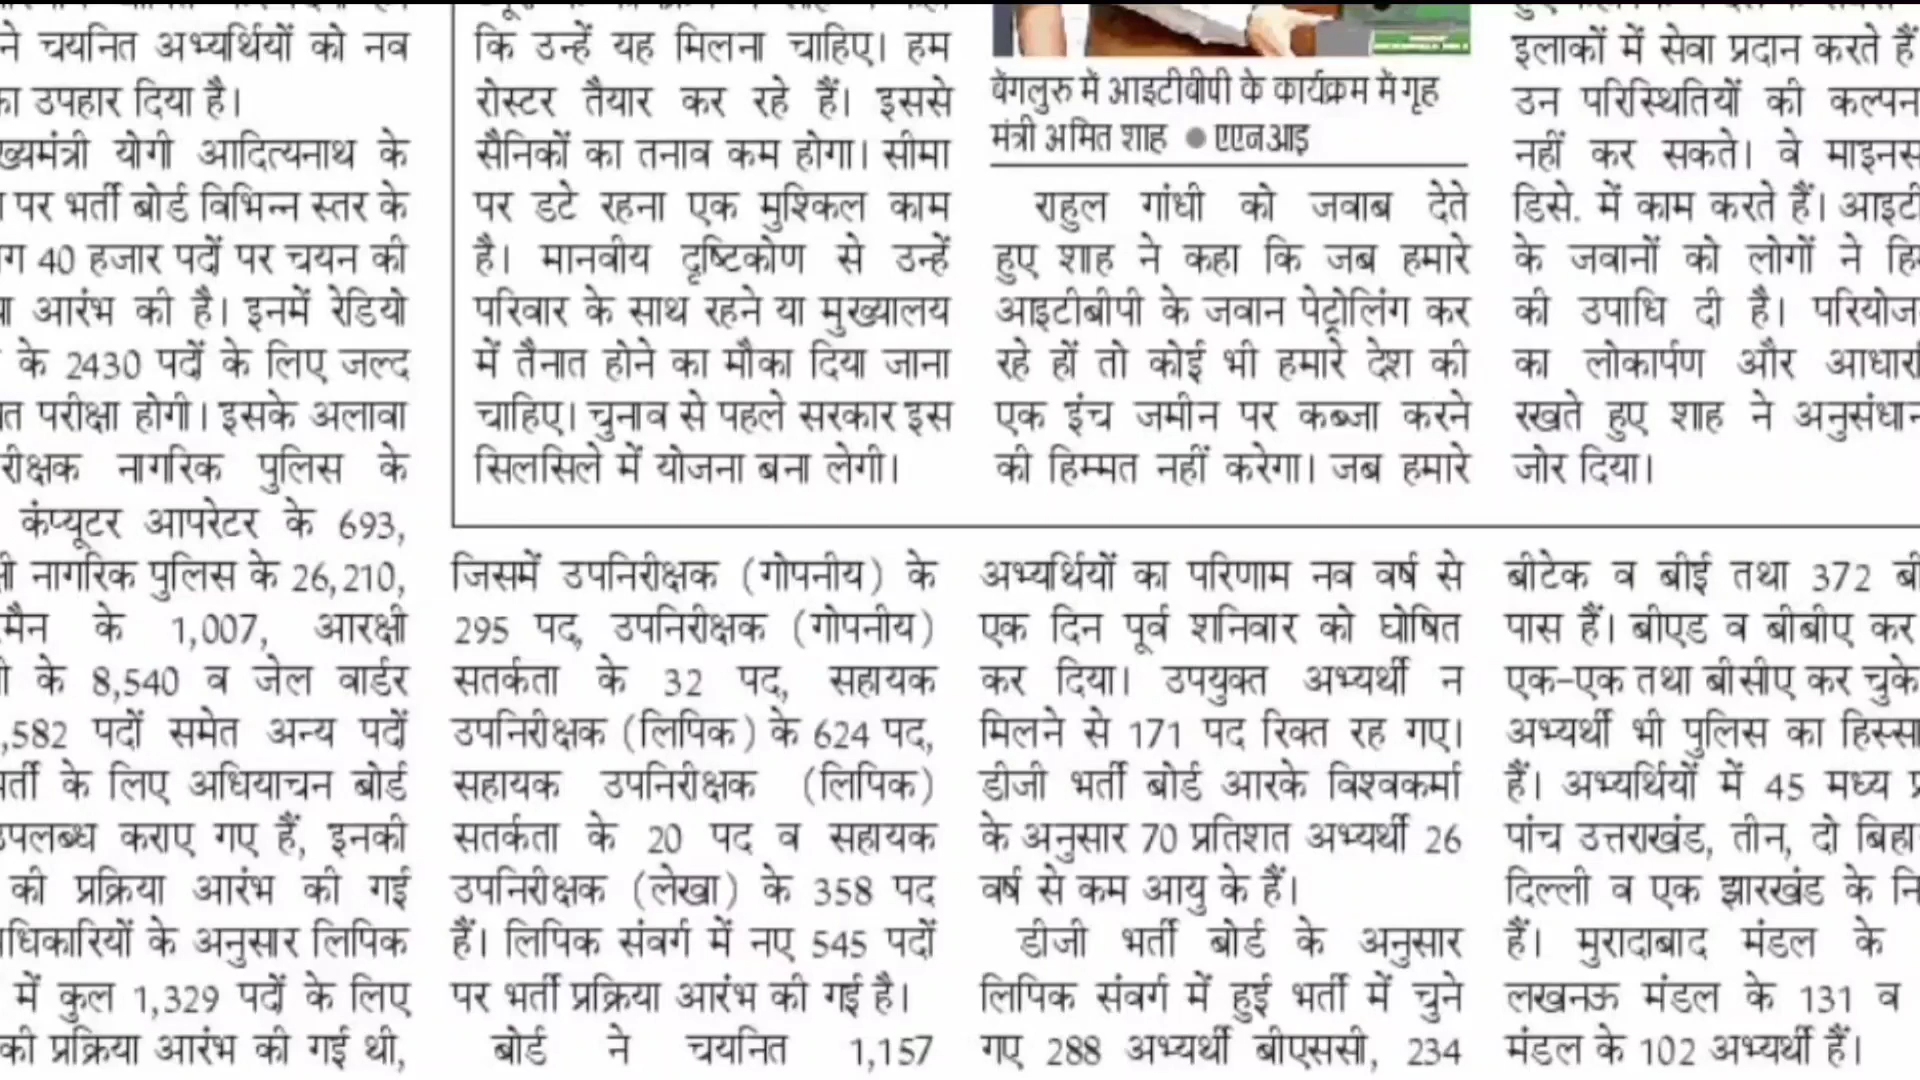 ने चयनित अभ्यर्थियों को नव
का उपहार दिया है।
ख्यमंत्री योगी आदित्यनाथ के
पर भर्ती बोर्ड विभिन्न स्तर के
ग 40 हजार पदों पर चयन की
आरंभ की है। इनमें रेडियो
के 2430 पदों के लिए जल्द
त परीक्षा होगी। इसके अलावा
रीक्षक नागरिक पुलिस के
कंप्यूटर आपरेटर के 693,
नागरिक पुलिस के 26,210,
मैन के 1,007, आरक्षी
के 8,540 व जेल वार्डर
,582 पदों समेत अन्य पदों
भर्ती के लिए अधियाचन बोर्ड
उपलब्ध कराए गए हैं, इनकी
की प्रक्रिया आरंभ की गई
धिकारियों के अनुसार लिपिक
में कुल 1,329 पदों के लिए
की प्रक्रिया आरंभ की गई थी,
कि उन्हें यह मिलना चाहिए। हम
रोस्टर तैयार कर रहे हैं। इससे
सैनिकों का तनाव कम होगा। सीमा
पर डटे रहना एक मुश्किल काम
है। मानवीय दृष्टिकोण से उन्हें
परिवार के साथ रहने या मुख्यालय
में तैनात होने का मौका दिया जाना
चाहिए। चुनाव से पहले सरकार इस
सिलसिले में योजना बना लेगी।
बेंगलुरु में आइटीबीपी के कार्यक्रम में गृह
मंत्री अमित शाह ● एएनआइ
राहुल गांधी को जवाब देते
हुए शाह ने कहा कि जब हमारे
आइटीबीपी के जवान पेट्रोलिंग कर
रहे हों तो कोई भी हमारे देश की
एक इंच जमीन पर कब्जा करने
की हिम्मत नहीं करेगा। जब हमारे
इलाकों में सेवा प्रदान करते हैं
उन परिस्थितियों की कल्पन
नहीं कर सकते। वे माइनस
डिसे. में काम करते हैं। आइटी
के जवानों को लोगों ने हि
की उपाधि दी है। परियोज
का लोकार्पण और आधार
रखते हुए शाह ने अनुसंधान
जोर दिया।
जिसमें उपनिरीक्षक (गोपनीय) के
295 पद, उपनिरीक्षक (गोपनीय)
सतर्कता के 32 पद, सहायक
उपनिरीक्षक (लिपिक) के 624 पद,
सहायक उपनिरीक्षक (लिपिक)
सतर्कता के 20 पद व सहायक
उपनिरीक्षक (लेखा) के 358 पद
हैं। लिपिक संवर्ग में नए 545 पदों
पर भर्ती प्रक्रिया आरंभ की गई है।
बोर्ड ने चयनित 1,157
अभ्यर्थियों का परिणाम नव वर्ष से
एक दिन पूर्व शनिवार को घोषित
कर दिया। उपयुक्त अभ्यर्थी न
मिलने से 171 पद रिक्त रह गए।
डीजी भर्ती बोर्ड आरके विश्वकर्मा
के अनुसार 70 प्रतिशत अभ्यर्थी 26
वर्ष से कम आयु के हैं।
डीजी भर्ती बोर्ड के अनुसार
लिपिक संवर्ग में हुई भर्ती में चुने
गए 288 अभ्यर्थी बीएससी, 234
बीटेक व बीई तथा 372 बी
पास हैं। बीएड व बीबीए कर
एक-एक तथा बीसीए कर चुके
अभ्यर्थी भी पुलिस का हिस्सा
हैं। अभ्यर्थियों में 45 मध्य प्र
पांच उत्तराखंड, तीन, दो बिहा
दिल्ली व एक झारखंड के नि
हैं। मुरादाबाद मंडल के
लखनऊ मंडल के 131 व
मंडल के 102 अभ्यर्थी हैं।